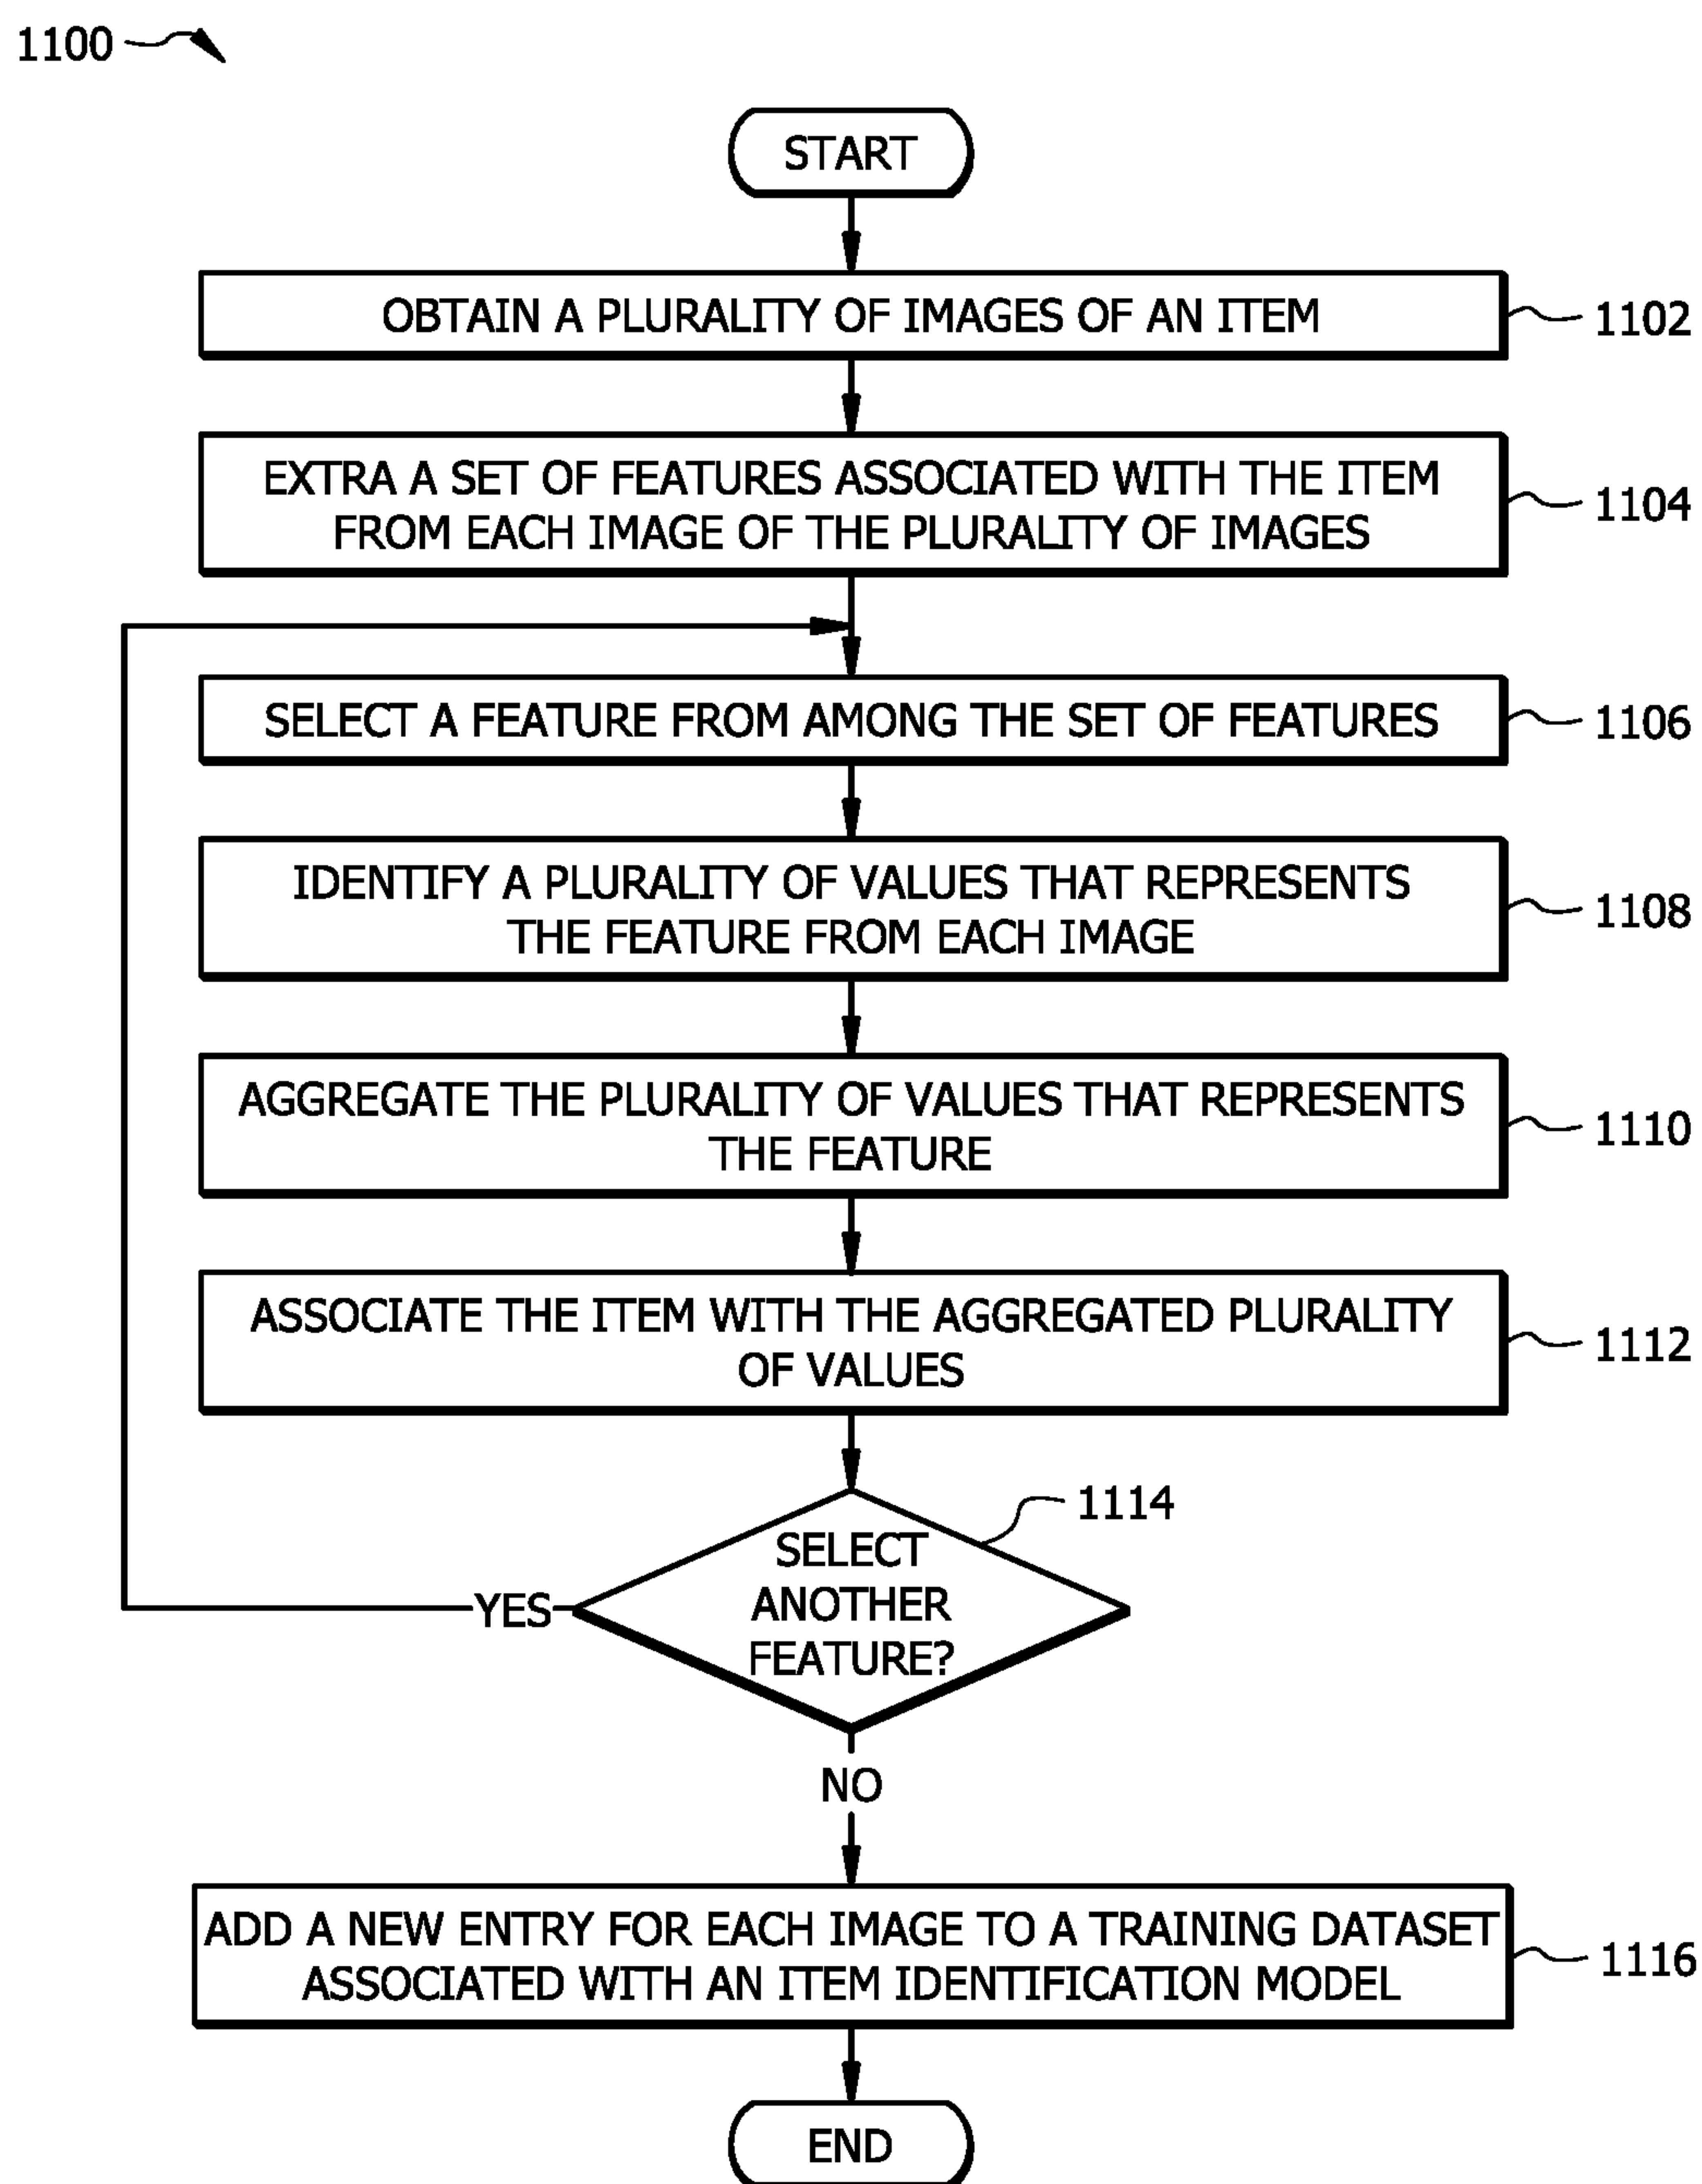 1100
START
OBTAIN A PLURALITY OF IMAGES OF AN ITEM
1102
EXTRA A SET OF FEATURES ASSOCIATED WITH THE ITEM
FROM EACH IMAGE OF THE PLURALITY OF IMAGES
1104
SELECT A FEATURE FROM AMONG THE SET OF FEATURES
1106
IDENTIFY A PLURALITY OF VALUES THAT REPRESENTS
THE FEATURE FROM EACH IMAGE
1108
AGGREGATE THE PLURALITY OF VALUES THAT REPRESENTS
THE FEATURE
1110
ASSOCIATE THE ITEM WITH THE AGGREGATED PLURALITY
OF VALUES
1112
1114
SELECT
ANOTHER
FEATURE?
YES
NO
ADD A NEW ENTRY FOR EACH IMAGE TO A TRAINING DATASET
ASSOCIATED WITH AN ITEM IDENTIFICATION MODEL
1116
END